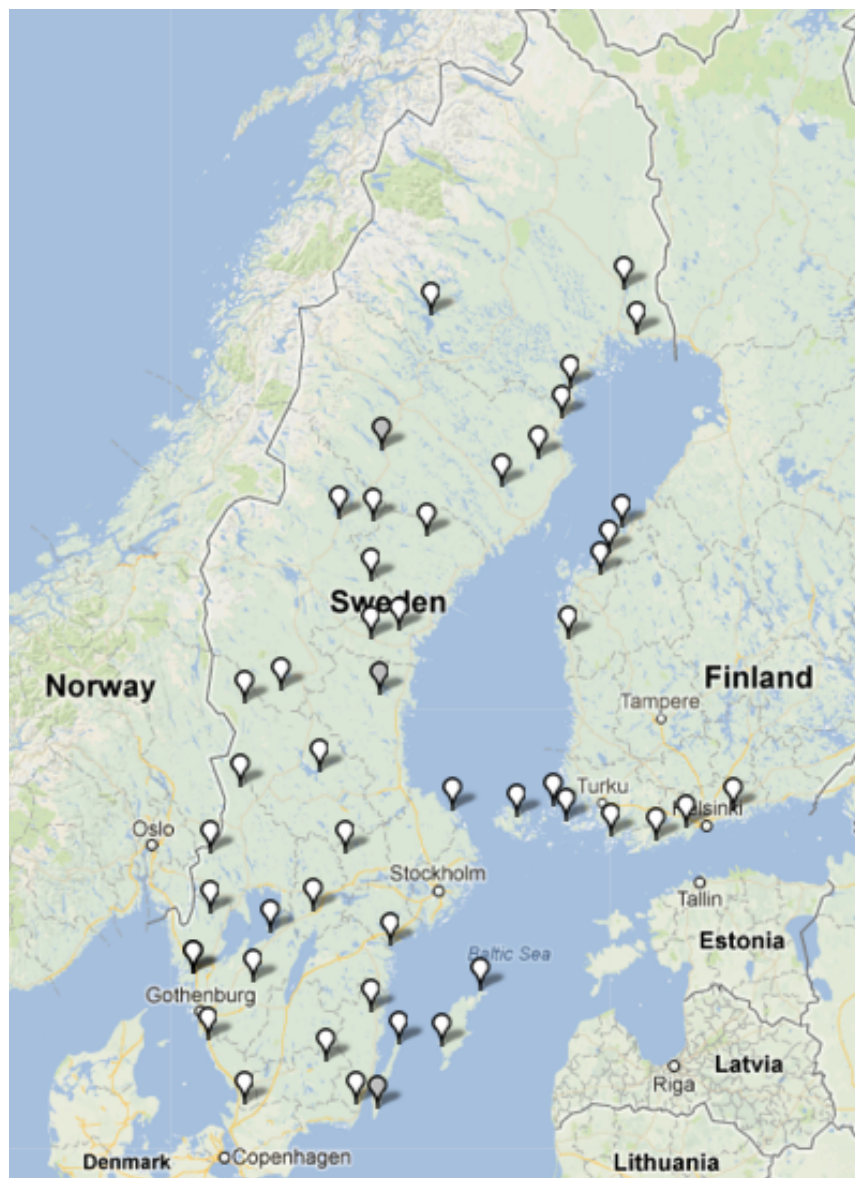 Sweden
Norway
Finland
Tampere
Turku
Helsinki
Oslo
Stockholm
Tallin
Estonia
Baltic Sea
Gothenburg
Latvia
Riga
Denmark
Copenhagen
Lithuania